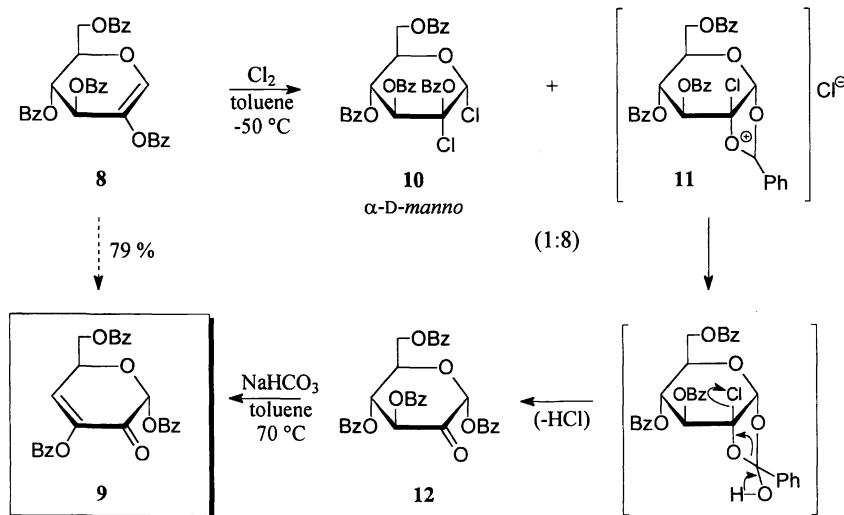 OBz
O
OBz
BzO
OBz
8
Cl₂
toluene
-50 °C
OBz
O
OBz
BzO
BzO
Cl
Cl
10
α-D-manno
+
OBz
O
OBz
Cl
BzO
O
O
⊕
Ph
Cl⊖
11
(1:8)
79 %
OBz
O
OBz
BzO
O
9
NaHCO₃
toluene
70 °C
OBz
O
OBz
BzO
OBz
O
12
(-HCl)
OBz
O
OBz
Cl
BzO
O
O
Ph
H-O